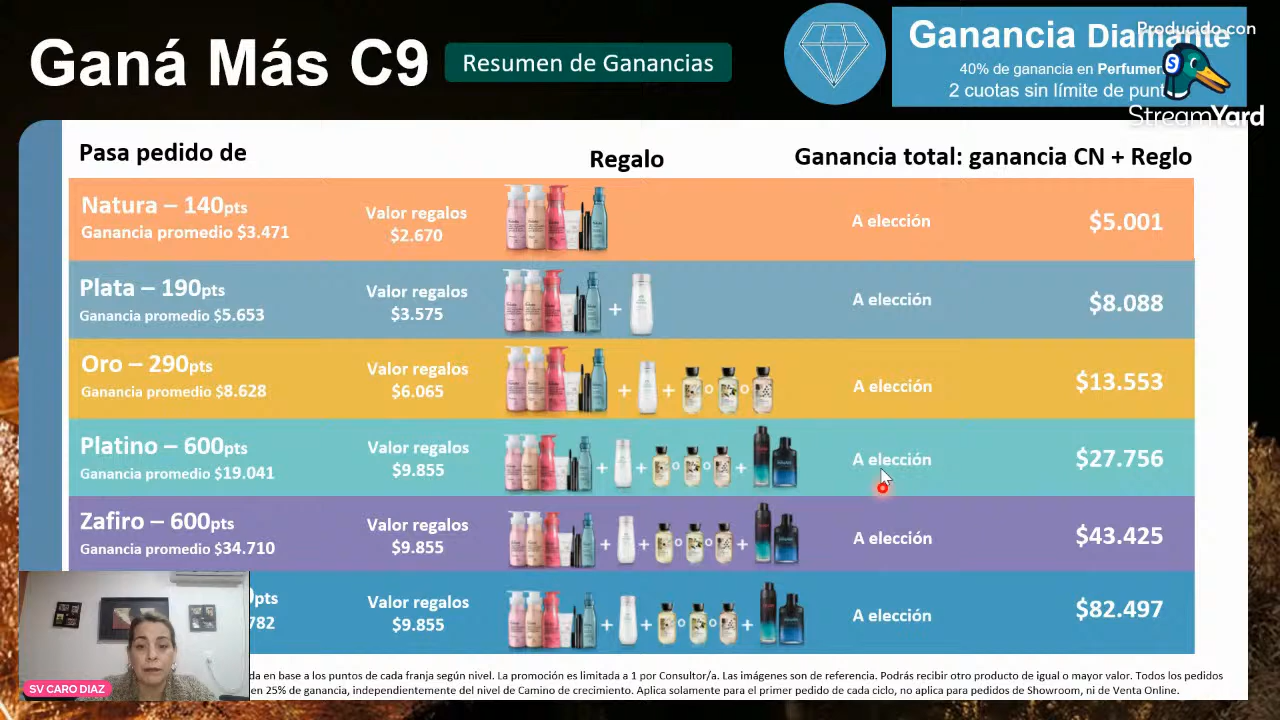 Ganá Más C9
Resumen de Ganancias
Ganancia Diamante
40% de ganancia en
2 cuotas sin límite de
Producido con
StreamYard
Pasa pedido de
Regalo
Ganancia total: ganancia CN + Reglo
Natura – 140pts
Ganancia promedio $3.471
Valor regalos
$2.670
A elección
$5.001
Plata – 190pts
Ganancia promedio $5.653
Valor regalos
$3.575
+
A elección
$8.088
Oro – 290pts
Ganancia promedio $8.628
Valor regalos
$6.065
+ + o o
A elección
$13.553
Platino – 600pts
Ganancia promedio $19.041
Valor regalos
$9.855
+ + o o +
A elección
$27.756
Zafiro – 600pts
Ganancia promedio $34.710
Valor regalos
$9.855
+ + o o +
A elección
$43.425
0pts
782
Valor regalos
$9.855
+ + o o +
A elección
$82.497
SV CARO DIAZ
da en base a los puntos de cada franja según nivel. La promoción es limitada a 1 por Consultor/a. Las imágenes son de referencia. Podrás recibir otro producto de igual o mayor valor. Todos los pedidos
en 25% de ganancia, independientemente del nivel de Camino de crecimiento. Aplica solamente para el primer pedido de cada ciclo, no aplica para pedidos de Showroom, ni de Venta Online.